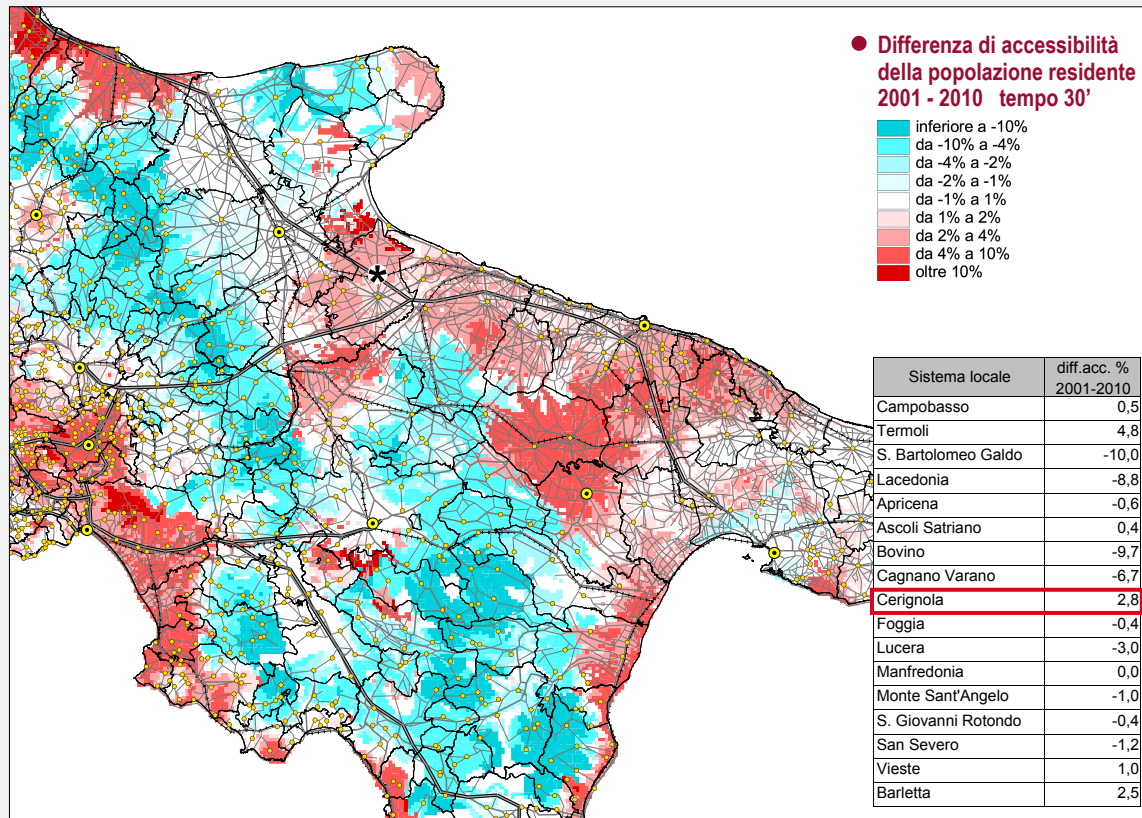 ● Differenza di accessibilità
della popolazione residente
2001 - 2010 tempo 30’
inferiore a -10%
da -10% a -4%
da -4% a -2%
da -2% a -1%
da -1% a 1%
da 1% a 2%
da 2% a 4%
da 4% a 10%
oltre 10%
*
Sistema locale diff.acc. % 2001-2010
Campobasso 0,5
Termoli 4,8
S. Bartolomeo Galdo -10,0
Lacedonia -8,8
Apricena -0,6
Ascoli Satriano 0,4
Bovino -9,7
Cagnano Varano -6,7
Cerignola 2,8
Foggia -0,4
Lucera -3,0
Manfredonia 0,0
Monte Sant'Angelo -1,0
S. Giovanni Rotondo -0,4
San Severo -1,2
Vieste 1,0
Barletta 2,5